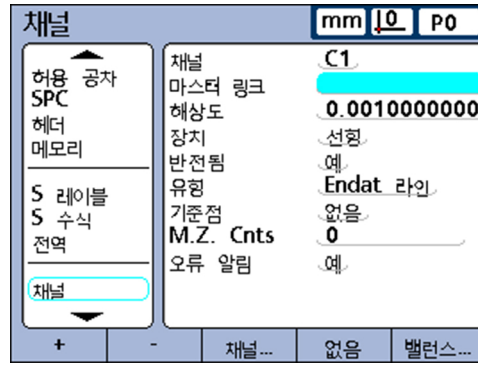 채널 mm 0 P0
허용 공차
SPC
헤더
메모리
S 레이블
S 수식
전역
채널
채널 C1
마스터 링크
해상도 0.0010000000
장치 선형
반전됨 예
유형 Endat 라인
기준점 없음
M.Z. Cnts 0
오류 알림 예
+ - 채널... 없음 밸런스...